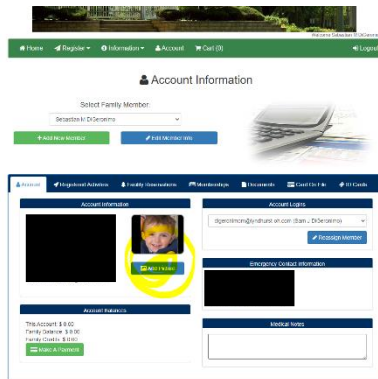 Welcome Sebastian M DiGeronimo
Home Register Information Account Cart (0) Logout
Account Information
Select Family Member:
Sebastian M DiGeronimo
+Add New Member Edit Member Info
Account Registered Activities Facility Reservations Memberships Documents Card On File ID Cards
Account Information
Add Picture
Account Balances
This Account: $ 0.00
Family Balance: $ 0.00
Family Credits: $ 0.00
Make A Payment
Account Logins
Reassign Member
Emergency Contact Information
Medical Notes